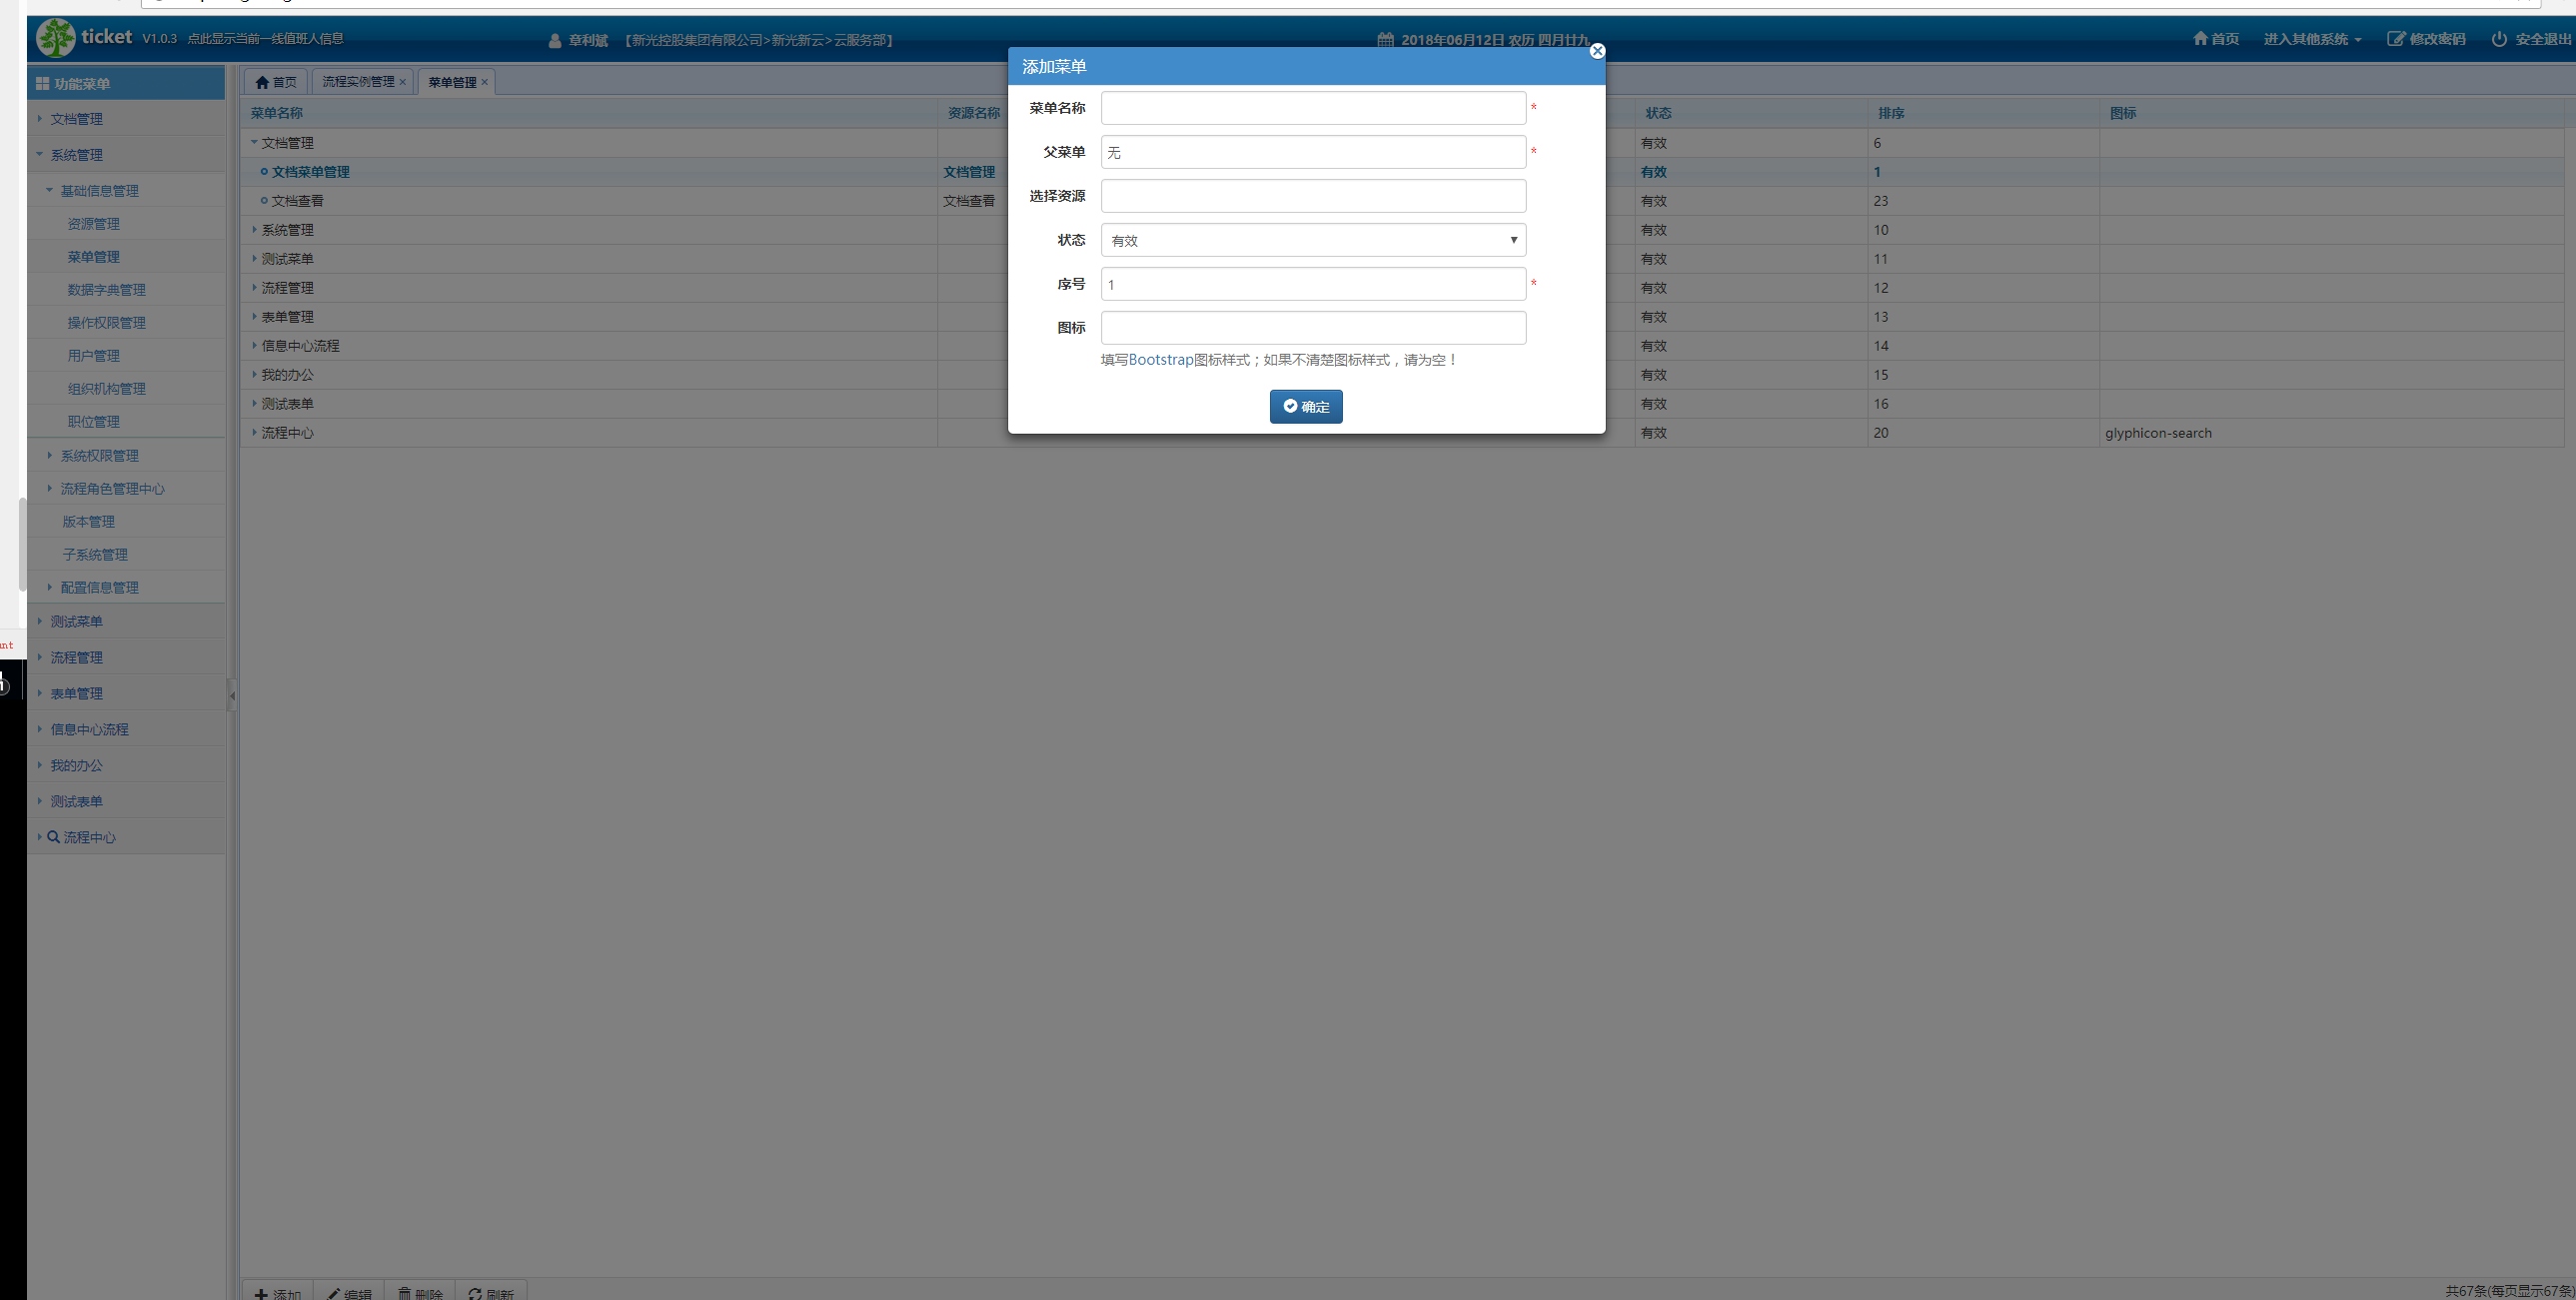 ticket V1.0.3 点此显示当前一线值班人信息
章利斌 【新光控股集团有限公司>新光新云>云服务部】
2018年06月12日 农历 四月廿九
首页 进入其他系统 修改密码 安全退出
功能菜单
文档管理
系统管理
基础信息管理
资源管理
菜单管理
数据字典管理
操作权限管理
用户管理
组织机构管理
职位管理
系统权限管理
流程角色管理中心
版本管理
子系统管理
配置信息管理
测试菜单
流程管理
表单管理
信息中心流程
我的办公
测试表单
流程中心
首页 流程实例管理 × 菜单管理 ×
菜单名称 资源名称 状态 排序 图标
文档管理 有效 6
文档菜单管理 文档管理 有效 1
文档查看 文档查看 有效 23
系统管理 有效 10
测试菜单 有效 11
流程管理 有效 12
表单管理 有效 13
信息中心流程 有效 14
我的办公 有效 15
测试表单 有效 16
流程中心 有效 20 glyphicon-search
添加菜单
菜单名称 *
父菜单 无 *
选择资源
状态 有效
序号 1 *
图标
填写Bootstrap图标样式；如果不清楚图标样式，请为空！
确定
添加 编辑 删除 刷新
共67条(每页显示67条)